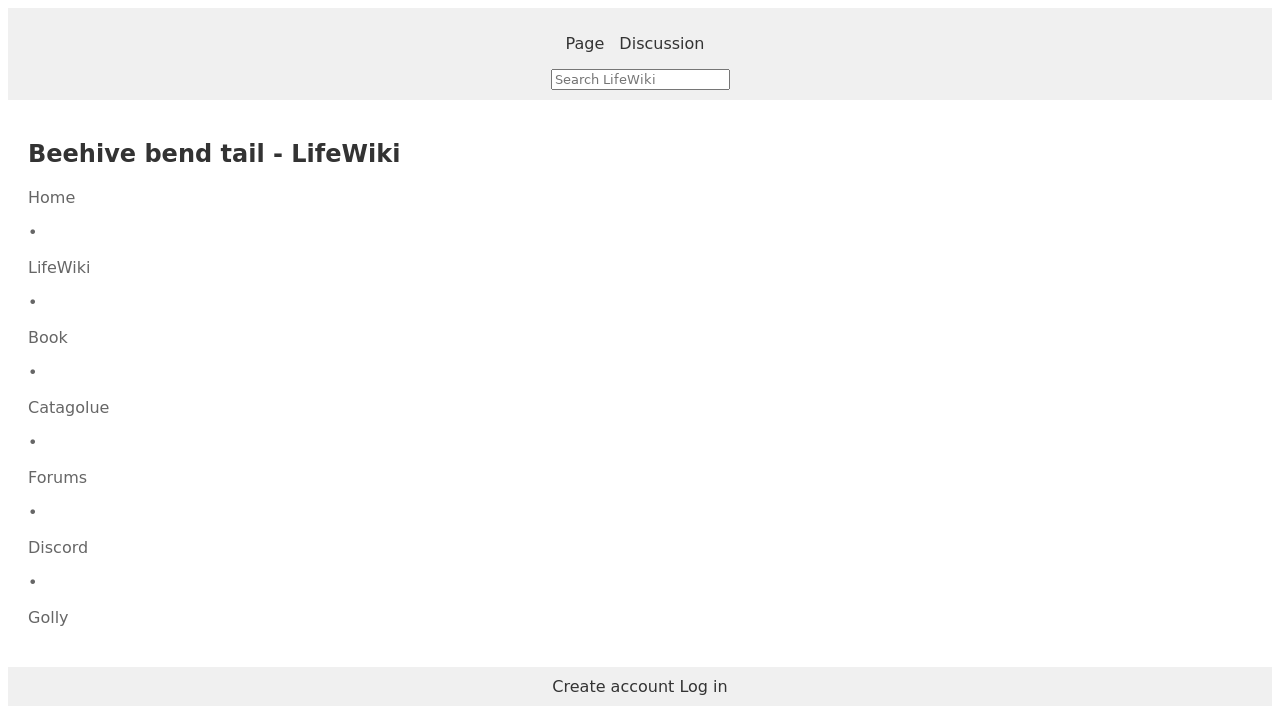 Page Discussion
Search LifeWiki
Beehive bend tail - LifeWiki
Home
•
LifeWiki
•
Book
•
Catagolue
•
Forums
•
Discord
•
Golly
Create account Log in